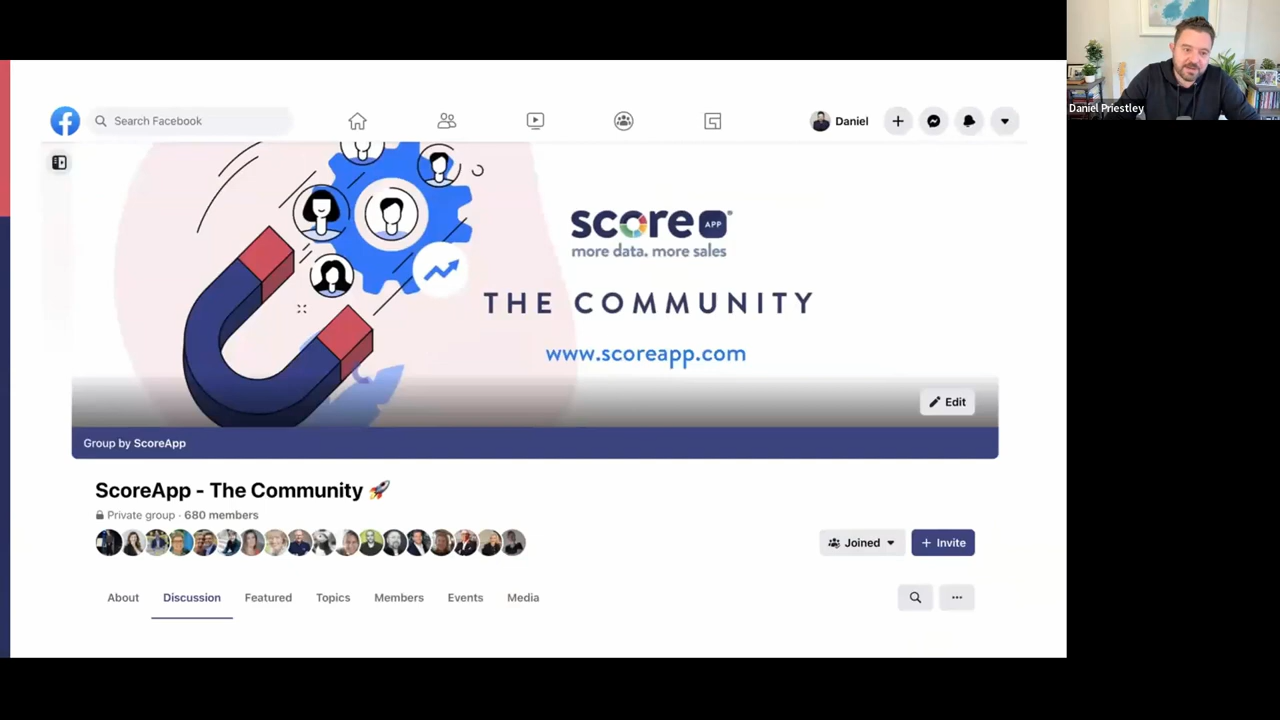 Search Facebook
Daniel
Daniel Priestley
score APP
more data. more sales
THE COMMUNITY
www.scoreapp.com
Edit
Group by ScoreApp
ScoreApp - The Community 🚀
Private group · 680 members
Joined
+ Invite
About Discussion Featured Topics Members Events Media